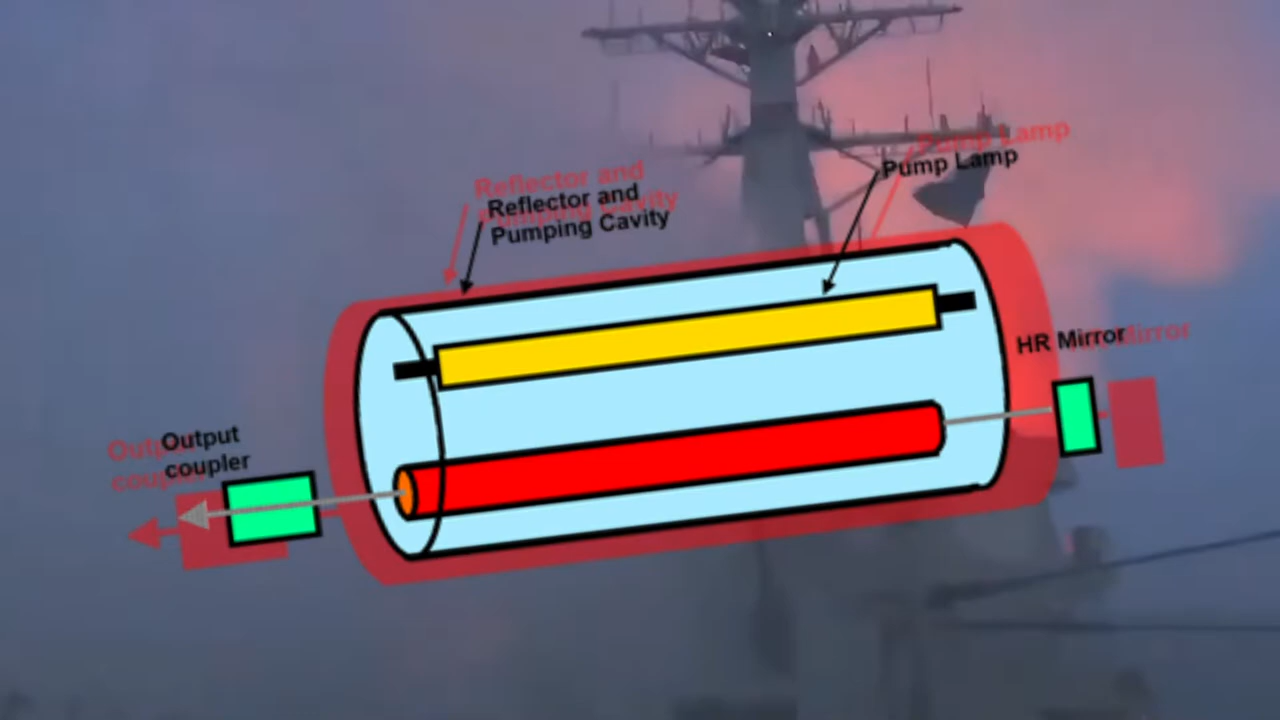 Reflector and
Pumping Cavity
Pump Lamp
HR Mirror
Output
coupler